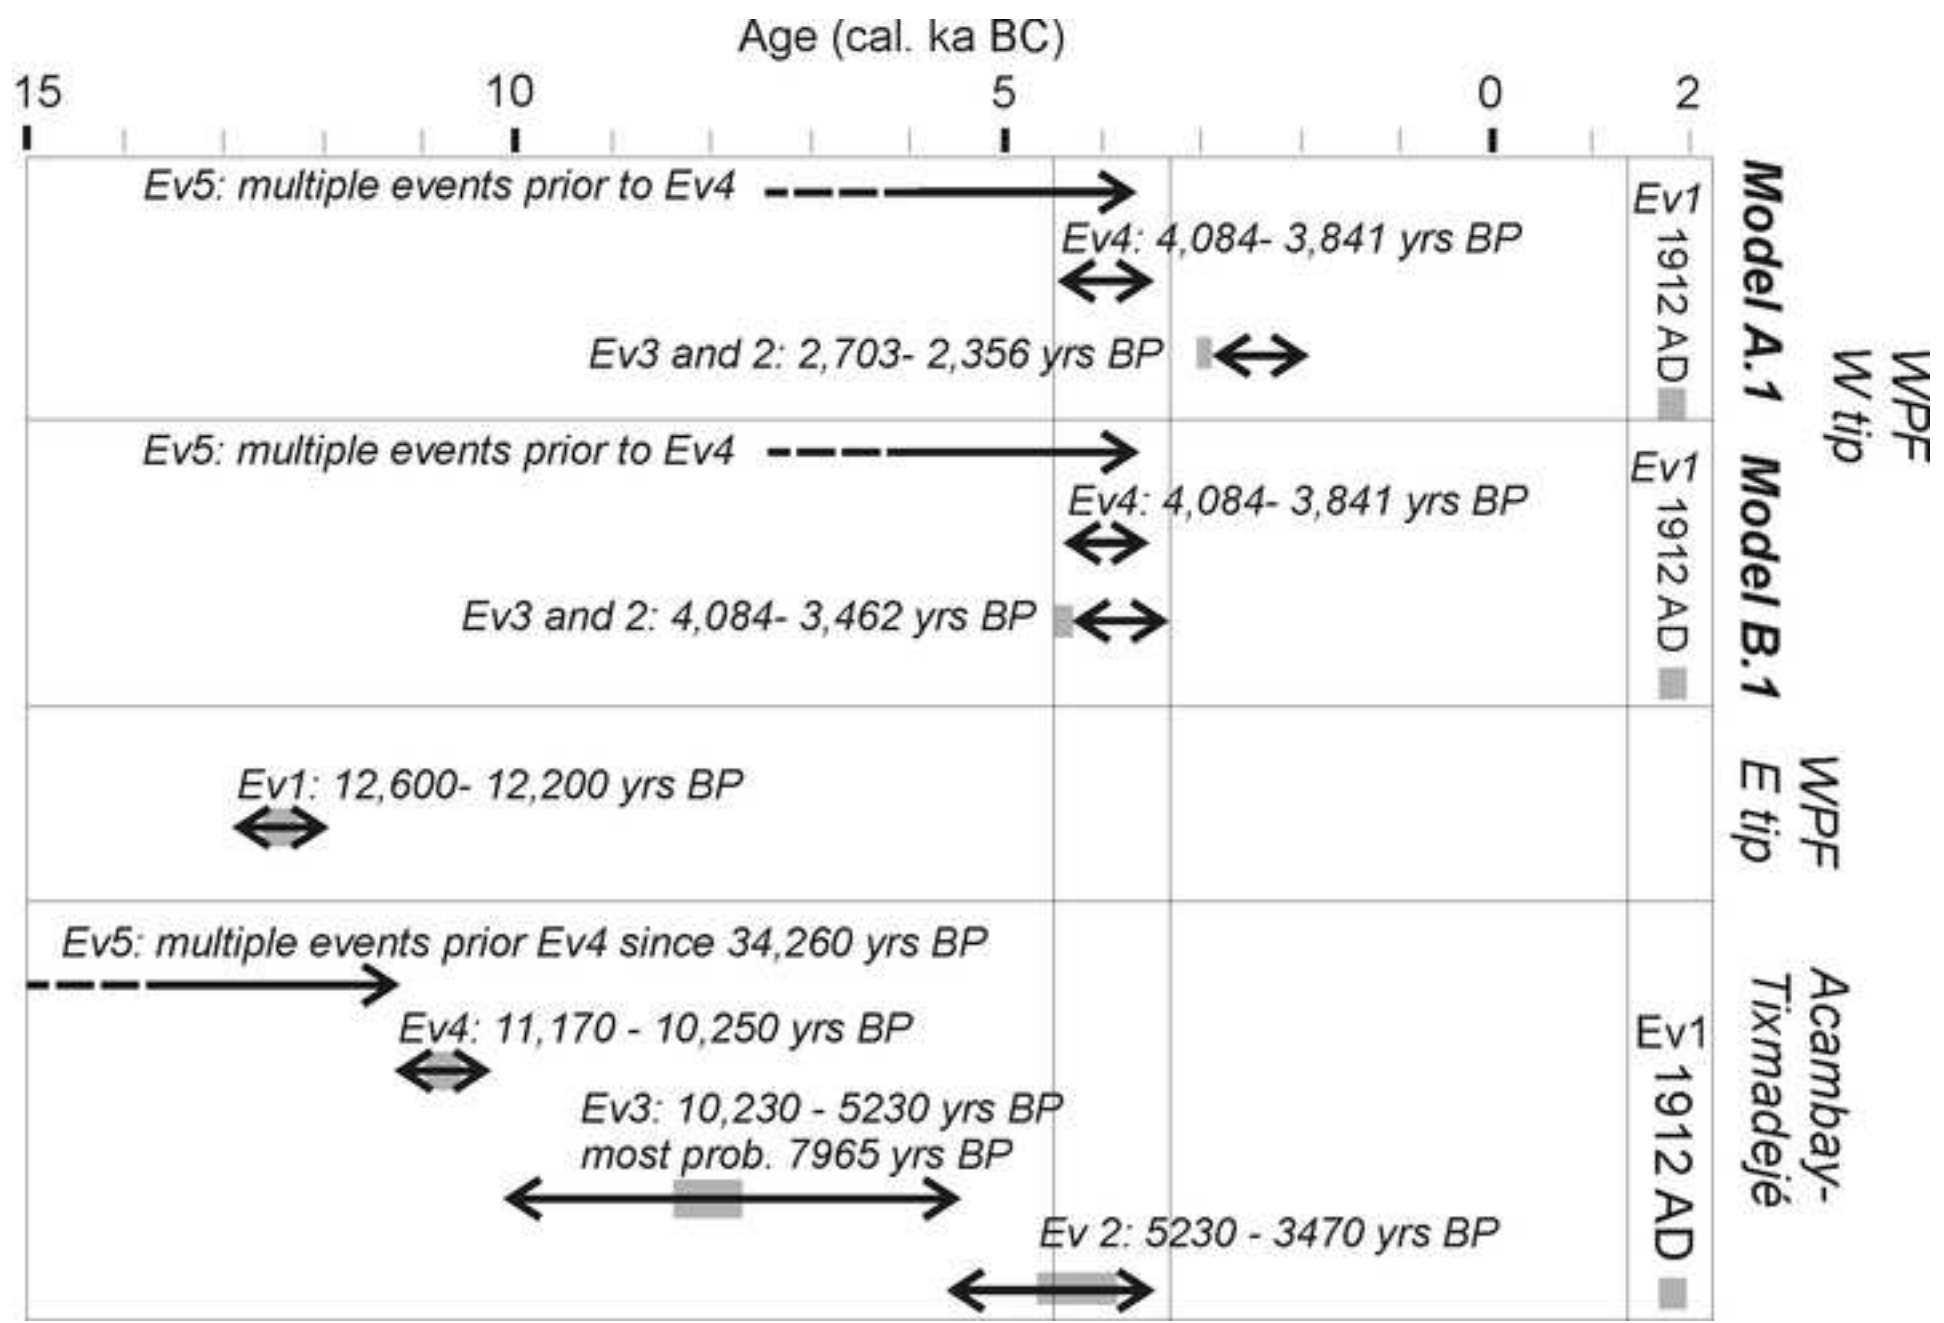 Age (cal. ka BC)
15 10 5 0 2
Ev5: multiple events prior to Ev4
Ev4: 4,084- 3,841 yrs BP
Ev3 and 2: 2,703- 2,356 yrs BP
Ev1
1912 AD
Model A.1
Ev5: multiple events prior to Ev4
Ev4: 4,084- 3,841 yrs BP
Ev3 and 2: 4,084- 3,462 yrs BP
Ev1
1912 AD
Model B.1
WPF
W tip
Ev1: 12,600- 12,200 yrs BP
WPF
E tip
Ev5: multiple events prior Ev4 since 34,260 yrs BP
Ev4: 11,170 - 10,250 yrs BP
Ev3: 10,230 - 5230 yrs BP
most prob. 7965 yrs BP
Ev 2: 5230 - 3470 yrs BP
Ev1
1912 AD
Acambay-
Tixmadejé